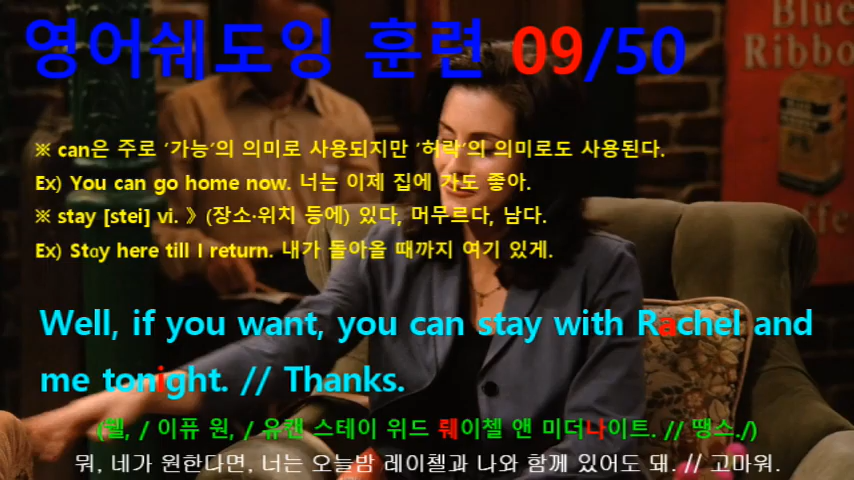 영어쉐도잉 훈련 09/50
Blue
Ribbo
※ can은 주로 '가능'의 의미로 사용되지만 '허락'의 의미로도 사용된다.
Ex) You can go home now. 너는 이제 집에 가도 좋아.
※ stay [stei] vi. 》(장소·위치 등에) 있다, 머무르다, 남다.
Ex) Stay here till I return. 내가 돌아올 때까지 여기 있게.
Well, if you want, you can stay with Rachel and
me tonight. // Thanks.
(웰, / 이퓨 원, / 유캔 스테이 위드 뤠이첼 앤 미더나이트. // 땡스./)
뭐, 네가 원한다면, 너는 오늘밤 레이첼과 나와 함께 있어도 돼. // 고마워.